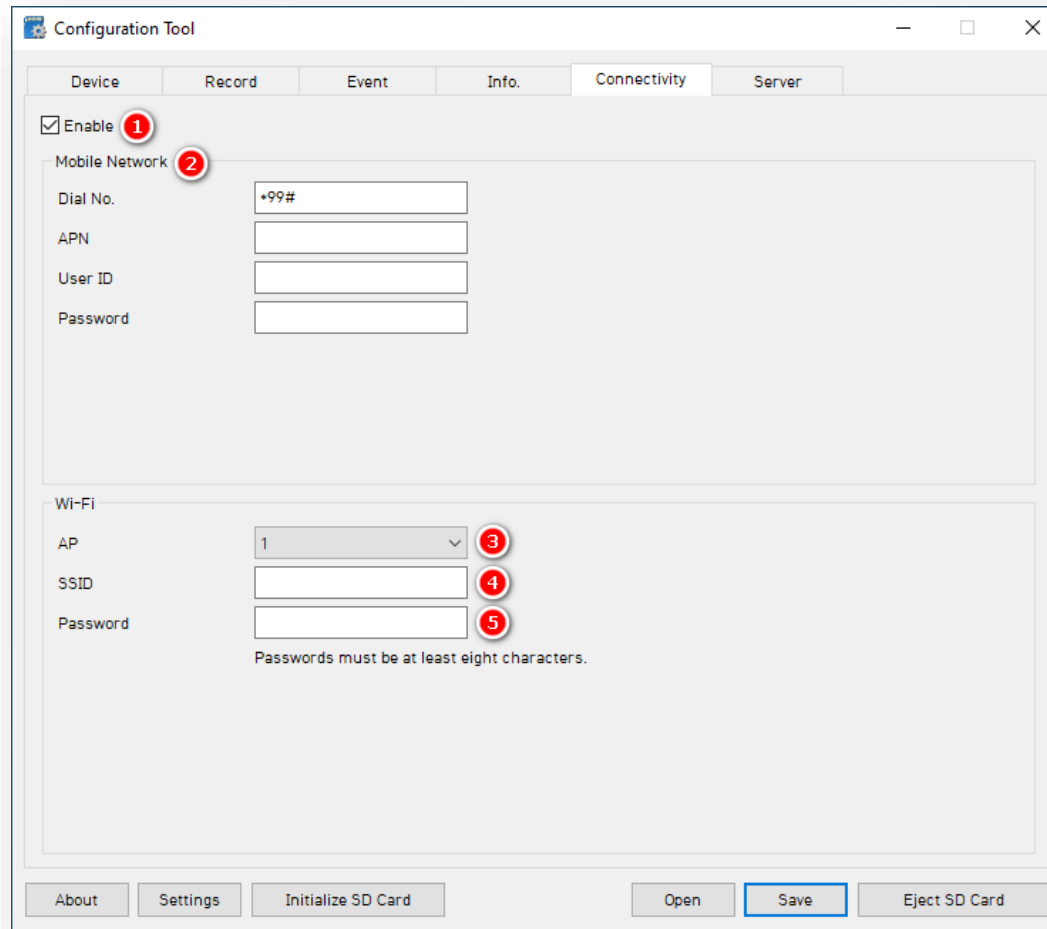 Configuration Tool
Device Record Event Info. Connectivity Server
Enable 1
Mobile Network 2
Dial No. *99#
APN
User ID
Password
Wi-Fi
AP 1 3
SSID 4
Password 5
Passwords must be at least eight characters.
About Settings Initialize SD Card Open Save Eject SD Card